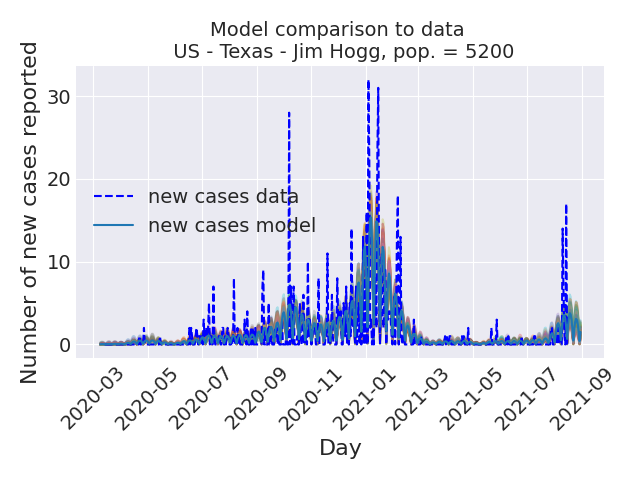 Model comparison to data
US - Texas - Jim Hogg, pop. = 5200
Number of new cases reported
30
20
10
0
new cases data
new cases model
2020-03
2020-05
2020-07
2020-09
2020-11
2021-01
2021-03
2021-05
2021-07
2021-09
Day